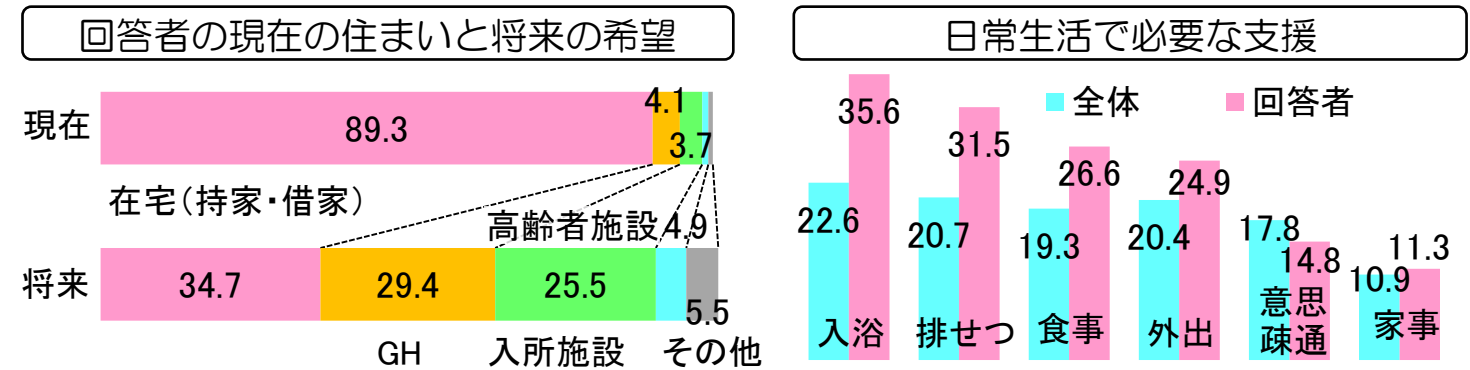 回答者の現在の住まいと将来の希望
現在
89.3
4.1
3.7
在宅(持家・借家)
高齢者施設
4.9
将来
34.7
29.4
25.5
5.5
GH
入所施設
その他
日常生活で必要な支援
全体
回答者
22.6
35.6
入浴
20.7
31.5
排せつ
19.3
26.6
食事
20.4
24.9
外出
17.8
14.8
意思
疎通
10.9
11.3
家事